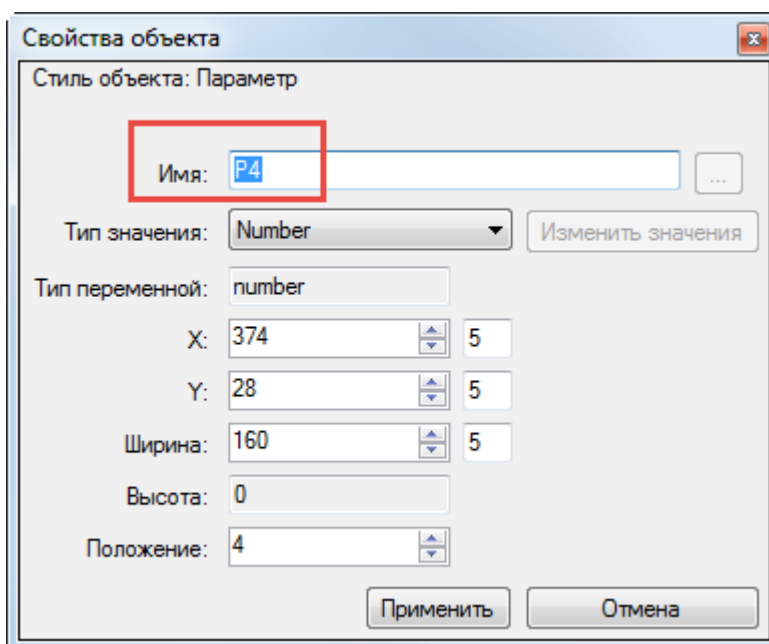 Свойства объекта
Стиль объекта: Параметр
Имя: P4 ...
Тип значения: Number Изменить значения
Тип переменной: number
X: 374 5
Y: 28 5
Ширина: 160 5
Высота: 0
Положение: 4
Применить Отмена